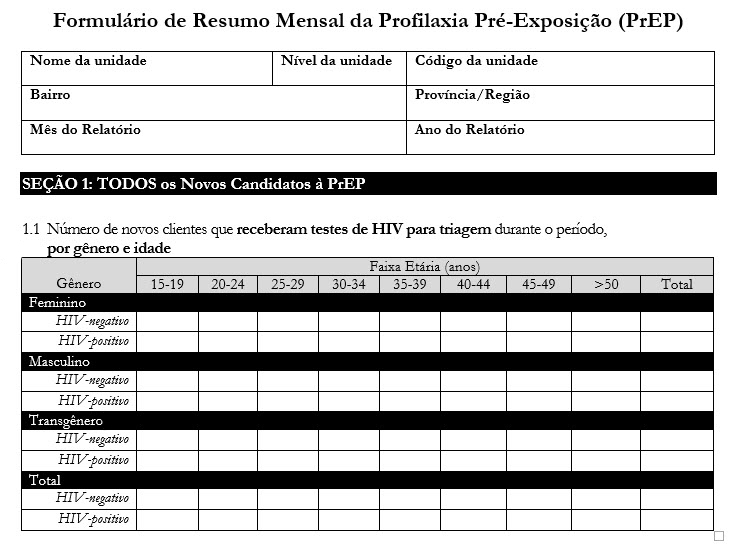 Formulário de Resumo Mensal da Profilaxia Pré-Exposição (PrEP)
Nome da unidade Nível da unidade Código da unidade
Bairro Província/Região
Mês do Relatório Ano do Relatório
SEÇÃO 1: TODOS os Novos Candidatos à PrEP
1.1 Número de novos clientes que receberam testes de HIV para triagem durante o período,
por gênero e idade
Faixa Etária (anos)
Gênero 15-19 20-24 25-29 30-34 35-39 40-44 45-49 >50 Total
Feminino
HIV-negativo
HIV-positivo
Masculino
HIV-negativo
HIV-positivo
Transgênero
HIV-negativo
HIV-positivo
Total
HIV-negativo
HIV-positivo